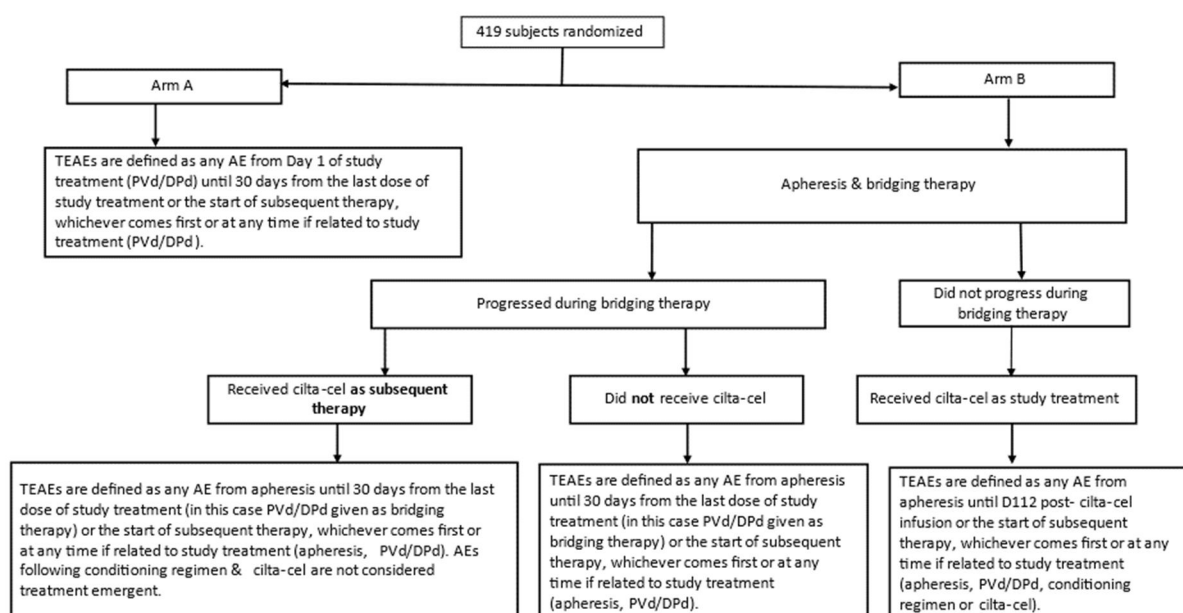 419 subjects randomized
Arm A
Arm B
TEAEs are defined as any AE from Day 1 of study
treatment (PVd/DPd) until 30 days from the last dose of
study treatment or the start of subsequent therapy,
whichever comes first or at any time if related to study
treatment (PVd/DPd).
Apheresis & bridging therapy
Progressed during bridging therapy
Did not progress during
bridging therapy
Received cilta-cel as subsequent
therapy
Did not receive cilta-cel
Received cilta-cel as study treatment
TEAEs are defined as any AE from apheresis until 30 days from the last
dose of study treatment (in this case PVd/DPd given as bridging
therapy) or the start of subsequent therapy, whichever comes first or
at any time if related to study treatment (apheresis, PVd/DPd). AEs
following conditioning regimen & cilta-cel are not considered
treatment emergent.
TEAEs are defined as any AE from apheresis
until 30 days from the last dose of study
treatment (in this case PVd/DPd given as
bridging therapy) or the start of subsequent
therapy, whichever comes first or at any
time if related to study treatment
(apheresis, PVd/DPd).
TEAEs are defined as any AE from
apheresis until D112 post- cilta-cel
infusion or the start of subsequent
therapy, whichever comes first or at any
time if related to study treatment
(apheresis, PVd/DPd, conditioning
regimen or cilta-cel).